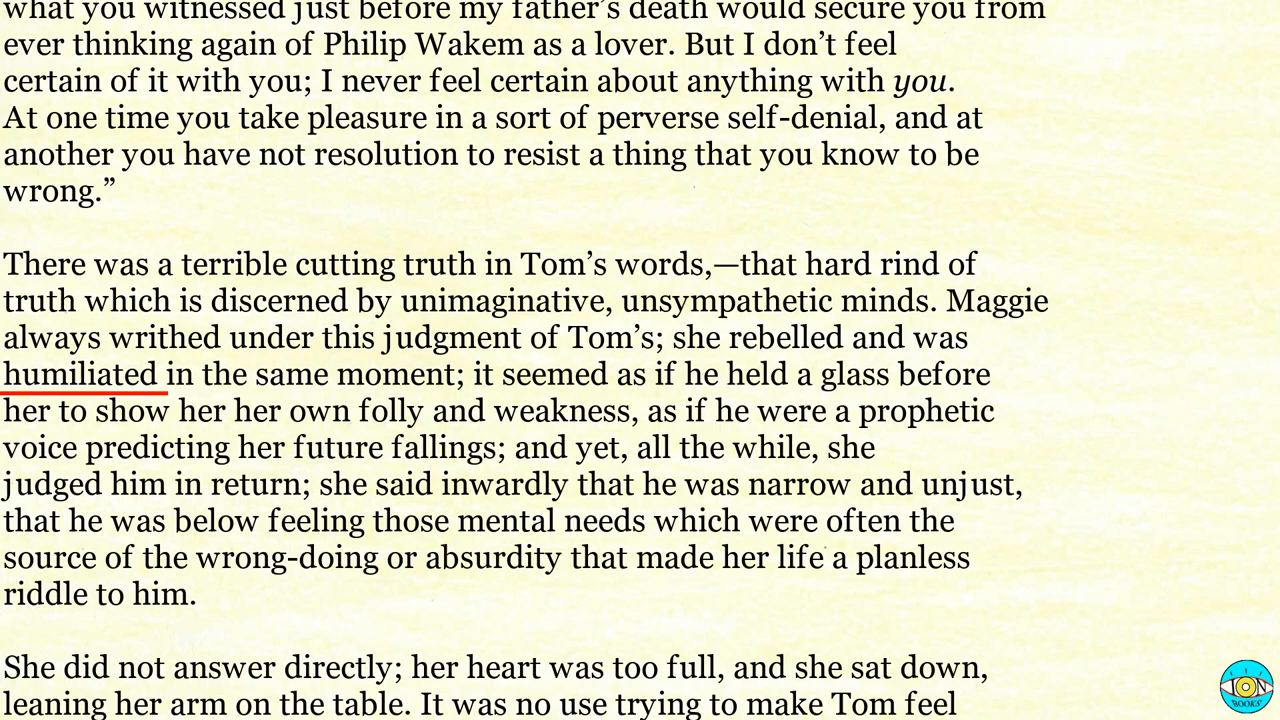 what you witnessed just before my father’s death would secure you from
ever thinking again of Philip Wakem as a lover. But I don’t feel
certain of it with you; I never feel certain about anything with you.
At one time you take pleasure in a sort of perverse self-denial, and at
another you have not resolution to resist a thing that you know to be
wrong.”
There was a terrible cutting truth in Tom’s words,—that hard rind of
truth which is discerned by unimaginative, unsympathetic minds. Maggie
always writhed under this judgment of Tom’s; she rebelled and was
humiliated in the same moment; it seemed as if he held a glass before
her to show her her own folly and weakness, as if he were a prophetic
voice predicting her future fallings; and yet, all the while, she
judged him in return; she said inwardly that he was narrow and unjust,
that he was below feeling those mental needs which were often the
source of the wrong-doing or absurdity that made her life a planless
riddle to him.
She did not answer directly; her heart was too full, and she sat down,
leaning her arm on the table. It was no use trying to make Tom feel
ION
BOOKS